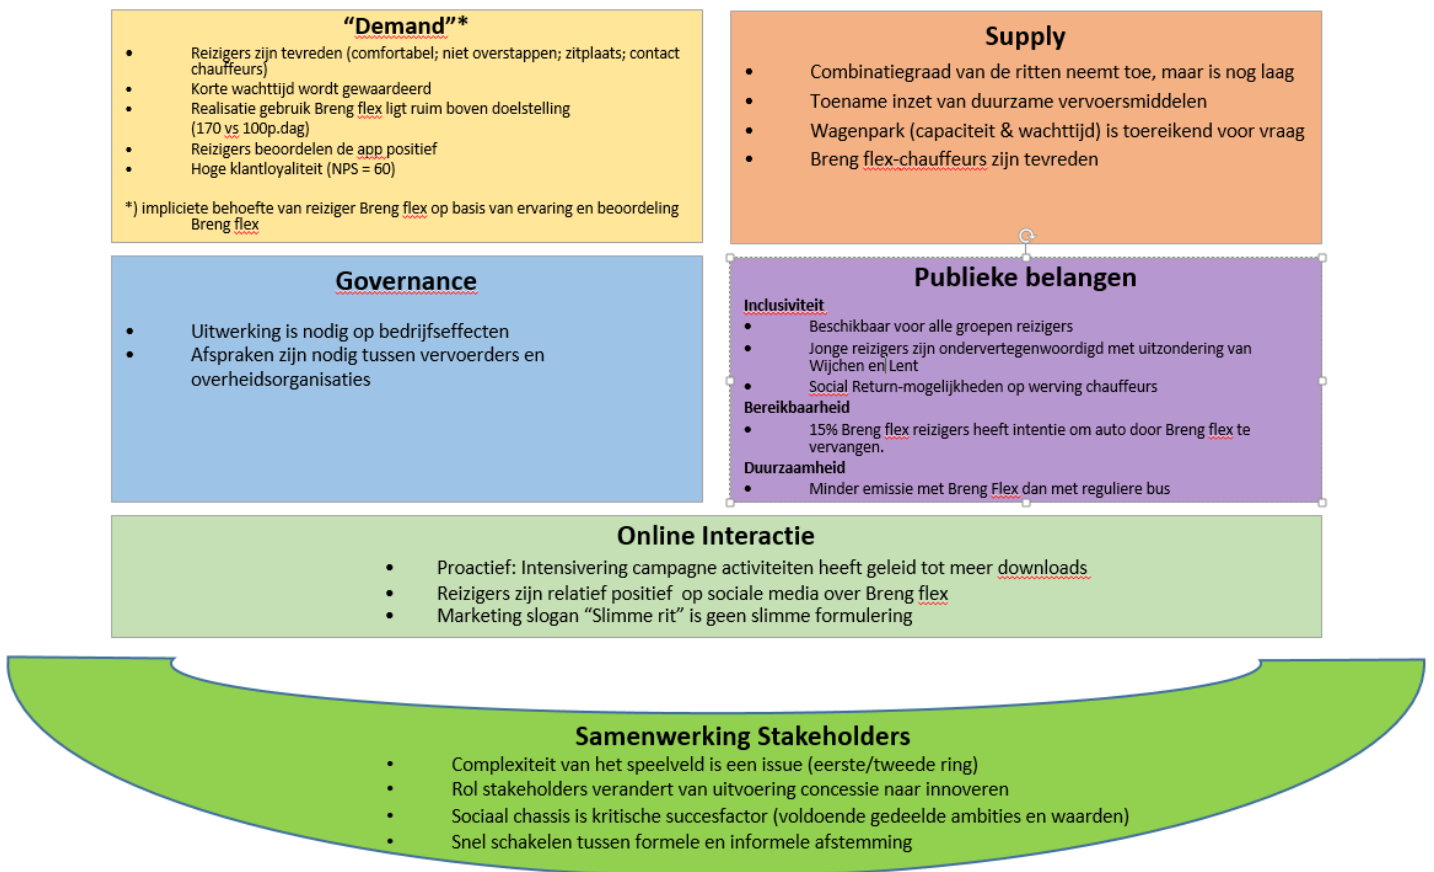 “Demand”*
• Reizigers zijn tevreden (comfortabel; niet overstappen; zitplaats; contact
chauffeurs)
• Korte wachttijd wordt gewaardeerd
• Realisatie gebruik Breng flex ligt ruim boven doelstelling
(170 vs 100p.dag)
• Reizigers beoordelen de app positief
• Hoge klantloyaliteit (NPS = 60)
*) impliciete behoefte van reiziger Breng flex op basis van ervaring en beoordeling
Breng flex
Supply
• Combinatiegraad van de ritten neemt toe, maar is nog laag
• Toename inzet van duurzame vervoersmiddelen
• Wagenpark (capaciteit & wachttijd) is toereikend voor vraag
• Breng flex-chauffeurs zijn tevreden
Governance
• Uitwerking is nodig op bedrijfseffecten
• Afspraken zijn nodig tussen vervoerders en
overheidsorganisaties
Publieke belangen
Inclusiviteit
• Beschikbaar voor alle groepen reizigers
• Jonge reizigers zijn ondervertegenwoordigd met uitzondering van
Wijchen en Lent
• Social Return-mogelijkheden op werving chauffeurs
Bereikbaarheid
• 15% Breng flex reizigers heeft intentie om auto door Breng flex te
vervangen.
Duurzaamheid
• Minder emissie met Breng Flex dan met reguliere bus
Online Interactie
• Proactief: Intensivering campagne activiteiten heeft geleid tot meer downloads
• Reizigers zijn relatief positief  op sociale media over Breng flex
• Marketing slogan “Slimme rit” is geen slimme formulering
Samenwerking Stakeholders
• Complexiteit van het speelveld is een issue (eerste/tweede ring)
• Rol stakeholders verandert van uitvoering concessie naar innoveren
• Sociaal chassis is kritische succesfactor (voldoende gedeelde ambities en waarden)
• Snel schakelen tussen formele en informele afstemming